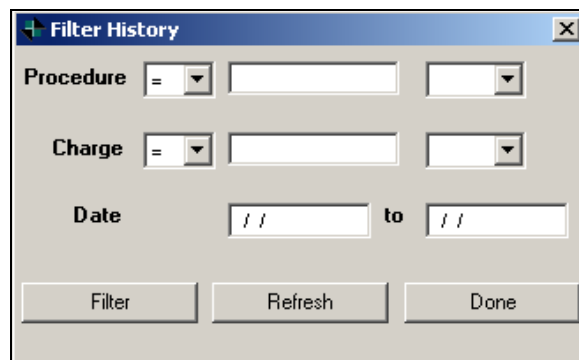 Filter History
Procedure =
Charge =
Date / / to / /
Filter Refresh Done